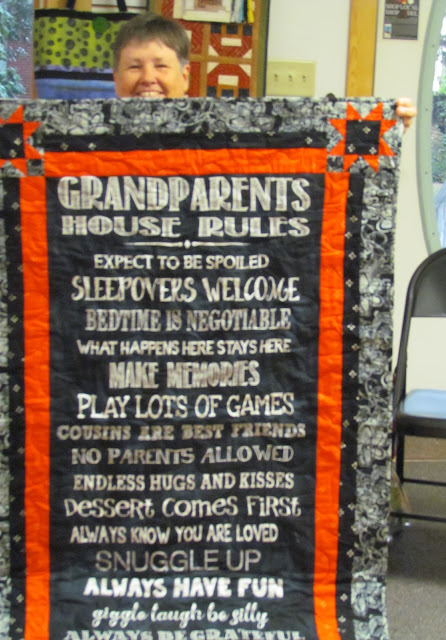 GRANDPARENTS
HOUSE RULES
EXPECT TO BE SPOILED
SLEEPOVERS WELCOME
BEDTIME IS NEGOTIABLE
WHAT HAPPENS HERE STAYS HERE
MAKE MEMORIES
PLAY LOTS OF GAMES
COUSINS ARE BEST FRIENDS
NO PARENTS ALLOWED
ENDLESS HUGS AND KISSES
DESSERT COMES FIRST
ALWAYS KNOW YOU ARE LOVED
SNUGGLE UP
ALWAYS HAVE FUN
giggle laugh be silly
ALWAYS BE GRATEFUL